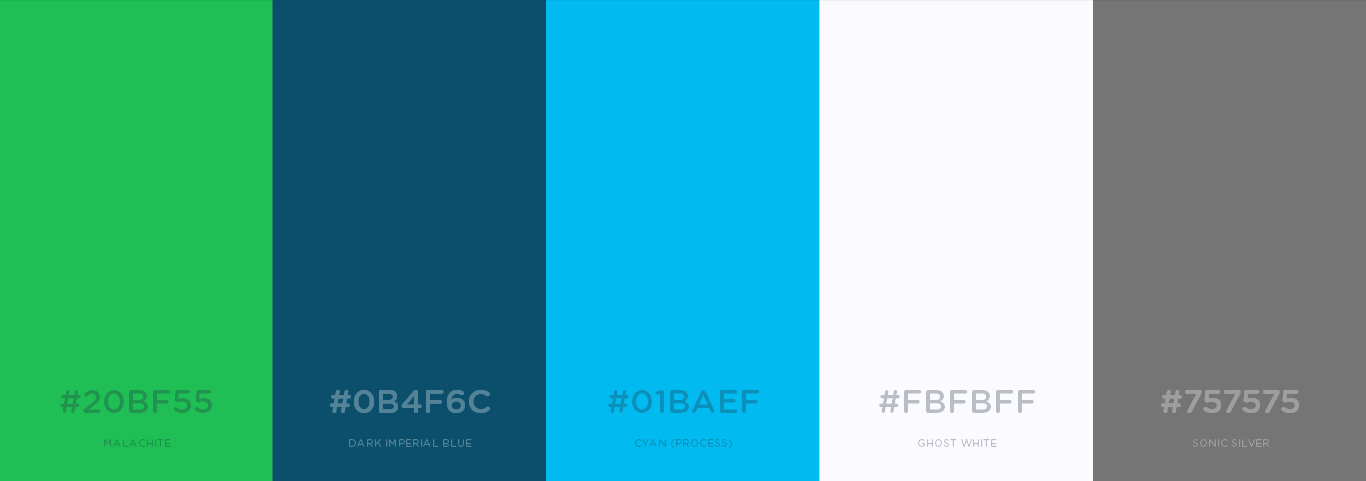 #20BF55
MALACHITE
#0B4F6C
DARK IMPERIAL BLUE
#01BAEF
CYAN (PROCESS)
#FBFBFF
GHOST WHITE
#757575
SONIC SILVER